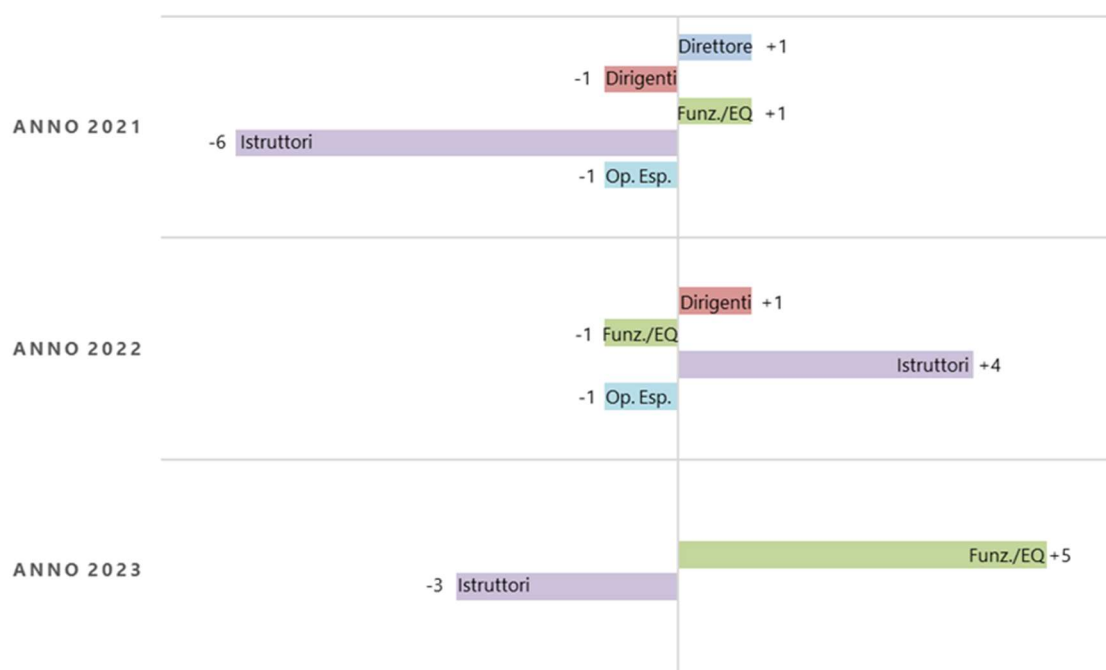 Direttore +1
-1 Dirigenti
Funz./EQ +1
ANNO 2021
-6 Istruttori
-1 Op. Esp.
Dirigenti +1
-1 Funz./EQ
ANNO 2022
Istruttori +4
-1 Op. Esp.
Funz./EQ +5
ANNO 2023
-3 Istruttori